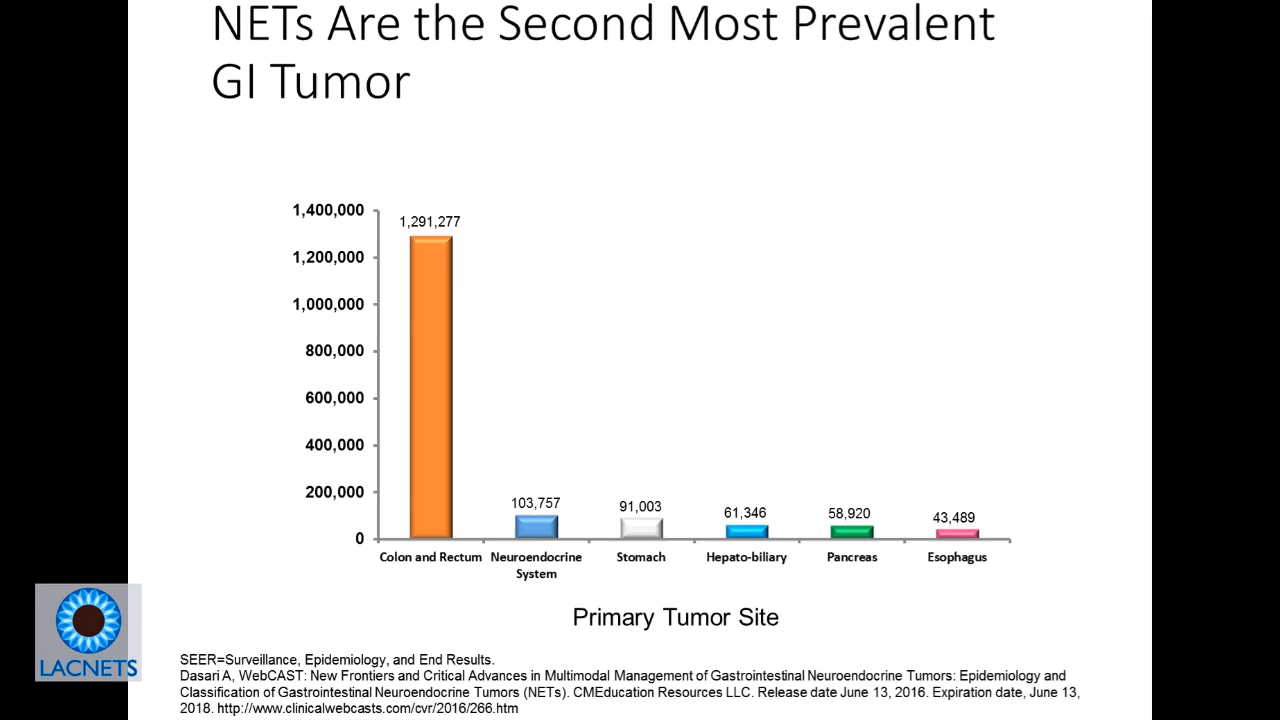 NETs Are the Second Most Prevalent
GI Tumor
1,400,000
1,200,000
1,000,000
800,000
600,000
400,000
200,000
0
1,291,277
103,757
91,003
61,346
58,920
43,489
Colon and Rectum
Neuroendocrine
System
Stomach
Hepato-biliary
Pancreas
Esophagus
Primary Tumor Site
LACNETS
SEER=Surveillance, Epidemiology, and End Results.
Dasari A, WebCAST: New Frontiers and Critical Advances in Multimodal Management of Gastrointestinal Neuroendocrine Tumors: Epidemiology and
Classification of Gastrointestinal Neuroendocrine Tumors (NETs). CMEducation Resources LLC. Release date June 13, 2016. Expiration date, June 13,
2018. http://www.clinicalwebcasts.com/cvr/2016/266.htm